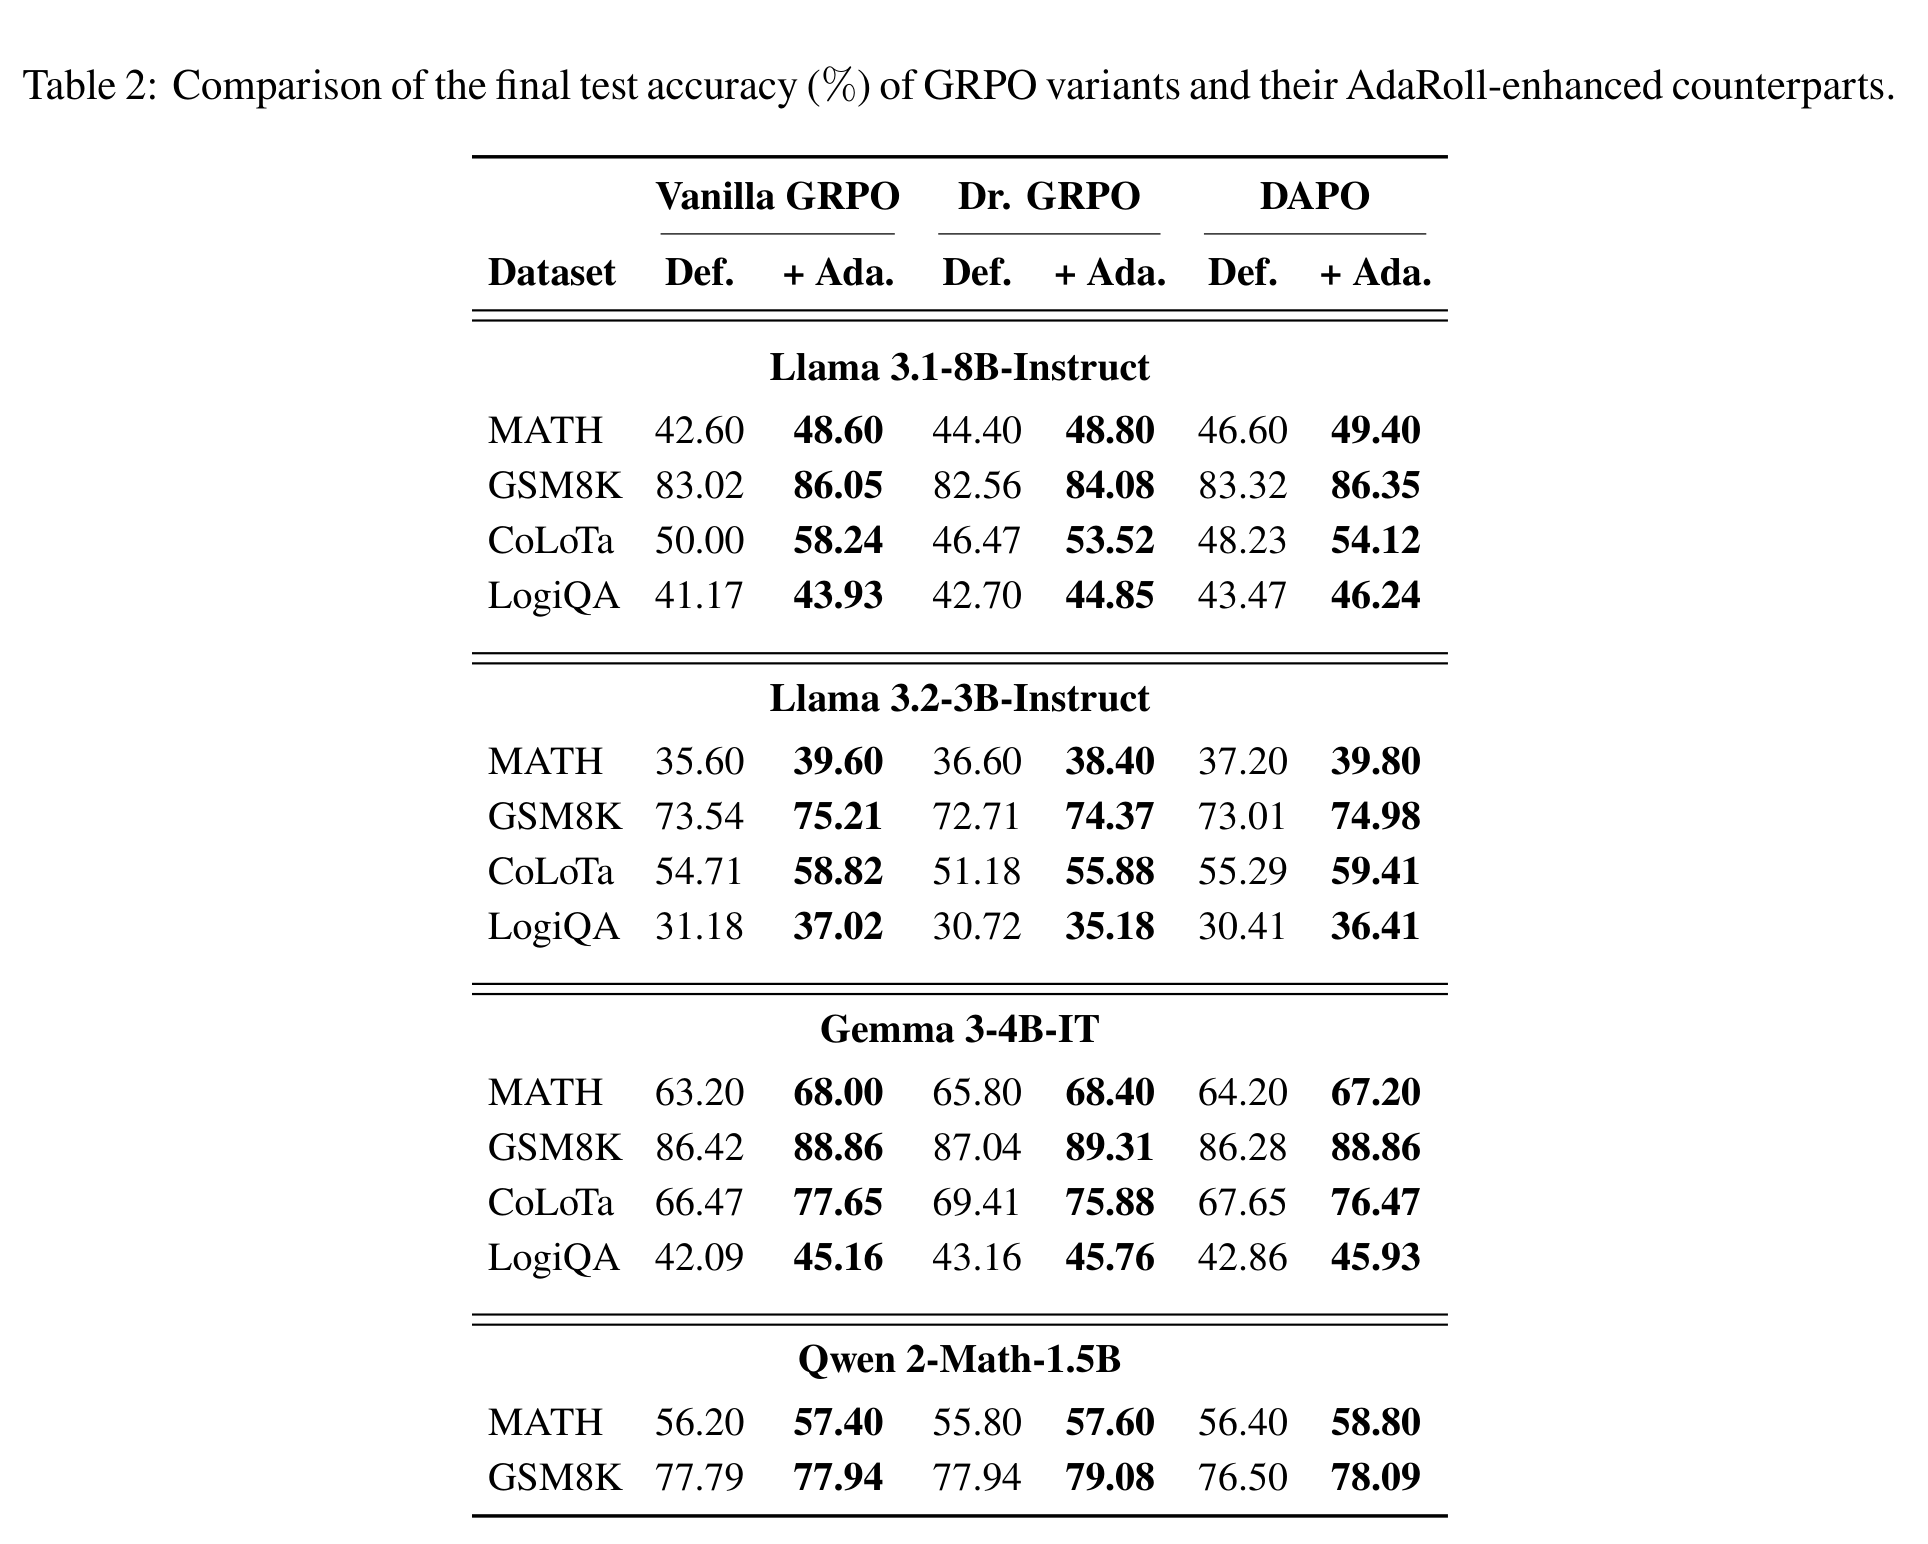 Table 2: Comparison of the final test accuracy (%) of GRPO variants and their AdaRoll-enhanced counterparts.
Vanilla GRPO Dr. GRPO DAPO
Dataset Def. + Ada. Def. + Ada. Def. + Ada.
Llama 3.1-8B-Instruct
MATH 42.60 48.60 44.40 48.80 46.60 49.40
GSM8K 83.02 86.05 82.56 84.08 83.32 86.35
CoLoTa 50.00 58.24 46.47 53.52 48.23 54.12
LogiQA 41.17 43.93 42.70 44.85 43.47 46.24
Llama 3.2-3B-Instruct
MATH 35.60 39.60 36.60 38.40 37.20 39.80
GSM8K 73.54 75.21 72.71 74.37 73.01 74.98
CoLoTa 54.71 58.82 51.18 55.88 55.29 59.41
LogiQA 31.18 37.02 30.72 35.18 30.41 36.41
Gemma 3-4B-IT
MATH 63.20 68.00 65.80 68.40 64.20 67.20
GSM8K 86.42 88.86 87.04 89.31 86.28 88.86
CoLoTa 66.47 77.65 69.41 75.88 67.65 76.47
LogiQA 42.09 45.16 43.16 45.76 42.86 45.93
Qwen 2-Math-1.5B
MATH 56.20 57.40 55.80 57.60 56.40 58.80
GSM8K 77.79 77.94 77.94 79.08 76.50 78.09